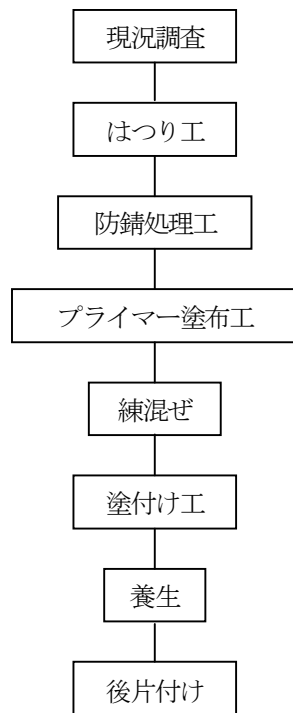 現況調査
はつり工
防錆処理工
プライマー塗布工
練混ぜ
塗付け工
養生
後片付け